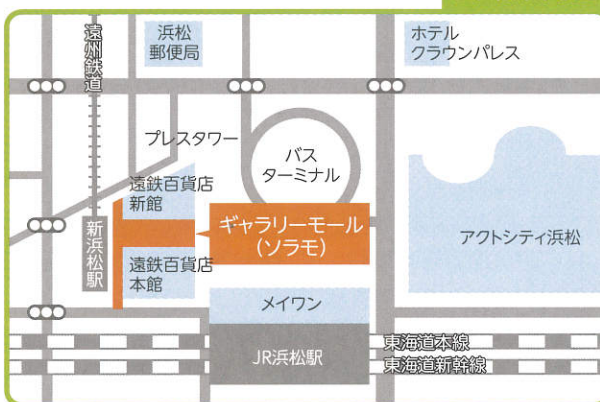 遠州鉄道
浜松
郵便局
ホテル
クラウンパレス
プレスタワー
バス
ターミナル
遠鉄百貨店
新館
ギャラリーモール
(ソラモ)
アクトシティ浜松
新浜松駅
遠鉄百貨店
本館
メイワン
JR浜松駅
東海道本線
東海道新幹線